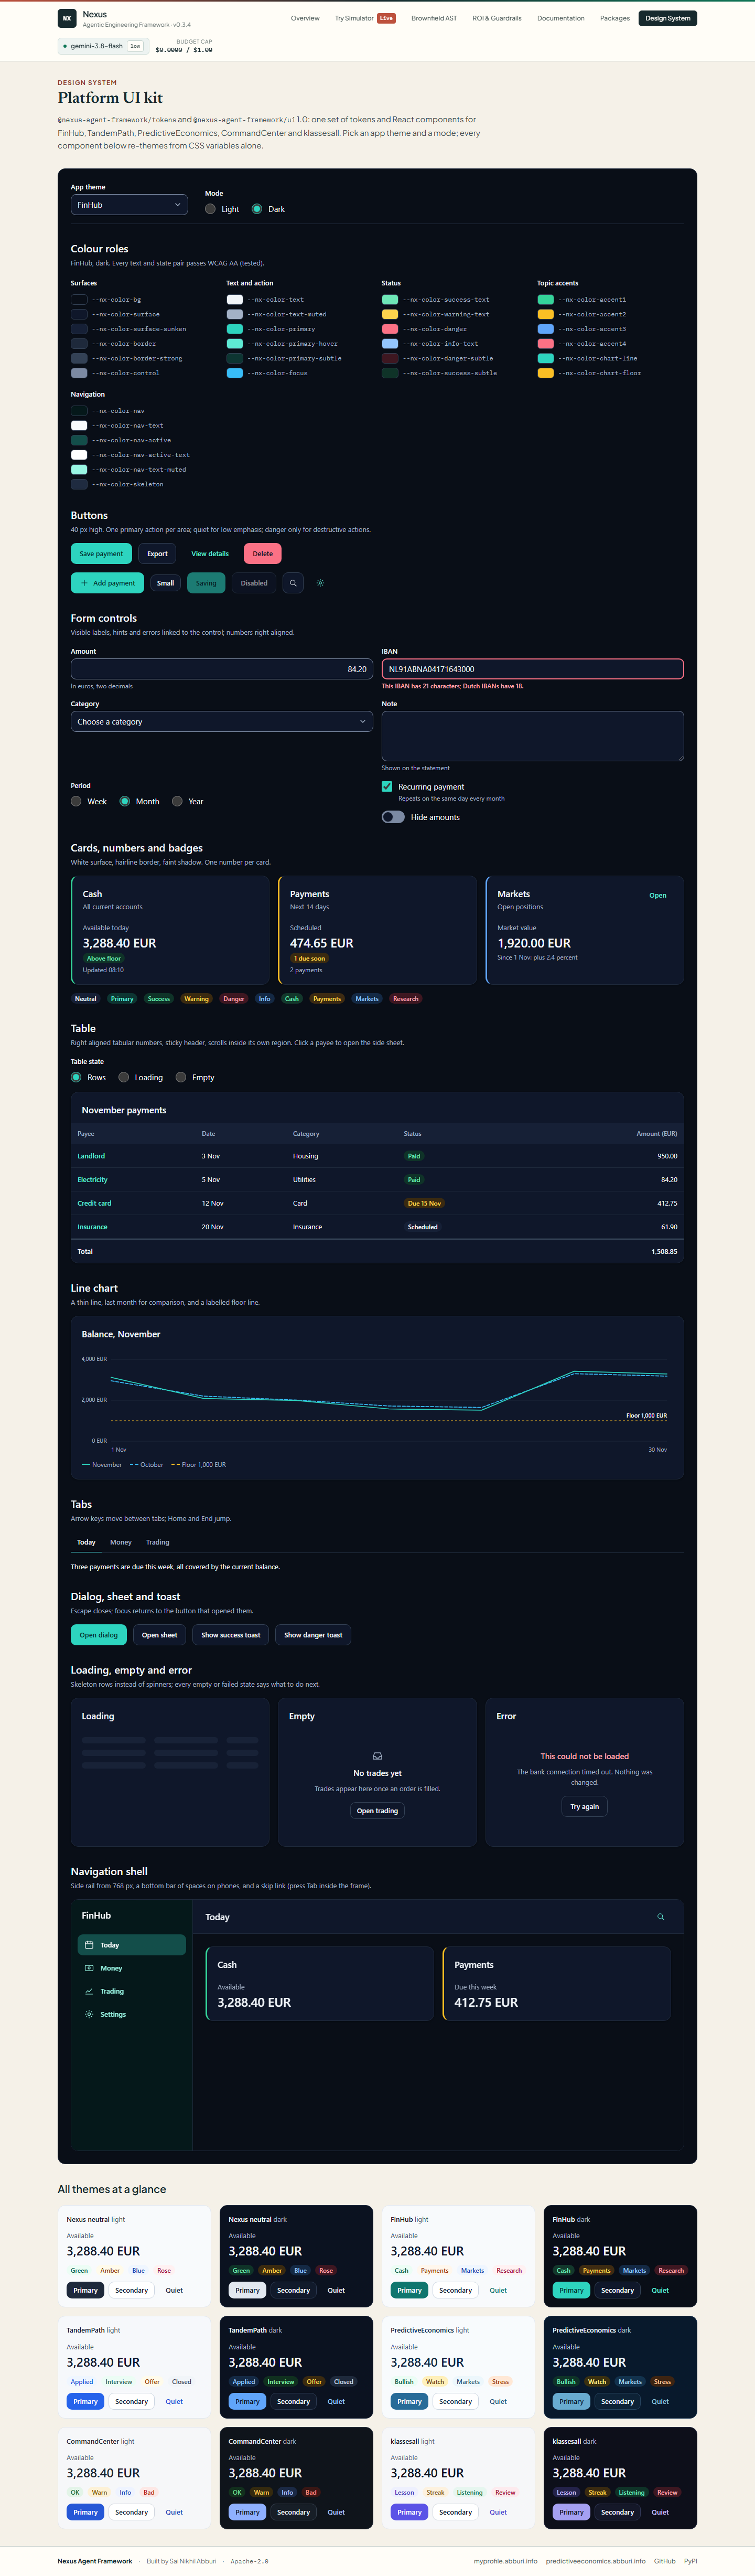 NX
Nexus
Agentic Engineering Framework · v0.3.4
Overview
Try Simulator Live
Brownfield AST
ROI & Guardrails
Documentation
Packages
Design System
gemini-3.8-flash low
BUDGET CAP
$0.0000 / $1.00
DESIGN SYSTEM
Platform UI kit
@nexus-agent-framework/tokens and @nexus-agent-framework/ui 1.0: one set of tokens and React components for
FinHub, TandemPath, PredictiveEconomics, CommandCenter and klassesall. Pick an app theme and a mode; every
component below re-themes from CSS variables alone.
App theme
FinHub
Mode
Light
Dark
Colour roles
FinHub, dark. Every text and state pair passes WCAG AA (tested).
Surfaces
--nx-color-bg
--nx-color-surface
--nx-color-surface-sunken
--nx-color-border
--nx-color-border-strong
--nx-color-control
Text and action
--nx-color-text
--nx-color-text-muted
--nx-color-primary
--nx-color-primary-hover
--nx-color-primary-subtle
--nx-color-focus
Status
--nx-color-success-text
--nx-color-warning-text
--nx-color-danger
--nx-color-info-text
--nx-color-danger-subtle
--nx-color-success-subtle
Topic accents
--nx-color-accent1
--nx-color-accent2
--nx-color-accent3
--nx-color-accent4
--nx-color-chart-line
--nx-color-chart-floor
Navigation
--nx-color-nav
--nx-color-nav-text
--nx-color-nav-active
--nx-color-nav-active-text
--nx-color-nav-text-muted
--nx-color-skeleton
Buttons
40 px high. One primary action per area; quiet for low emphasis; danger only for destructive actions.
Save payment
Export
View details
Delete
Add payment
Small
Saving
Disabled
Form controls
Visible labels, hints and errors linked to the control; numbers right aligned.
Amount
84.20
In euros, two decimals
IBAN
NL91ABNA04171643000
This IBAN has 21 characters; Dutch IBANs have 18.
Category
Choose a category
Note
Shown on the statement
Period
Week
Month
Year
Recurring payment
Repeats on the same day every month
Hide amounts
Cards, numbers and badges
White surface, hairline border, faint shadow. One number per card.
Cash
All current accounts
Available today
3,288.40 EUR
Above floor
Updated 08:10
Payments
Next 14 days
Scheduled
474.65 EUR
1 due soon
2 payments
Markets
Open positions
Open
Market value
1,920.00 EUR
Since 1 Nov: plus 2.4 percent
Neutral Primary Success Warning Danger Info Cash Payments Markets Research
Table
Right aligned tabular numbers, sticky header, scrolls inside its own region. Click a payee to open the side sheet.
Table state
Rows
Loading
Empty
November payments
Payee Date Category Status Amount (EUR)
Landlord 3 Nov Housing Paid 950.00
Electricity 5 Nov Utilities Paid 84.20
Credit card 12 Nov Card Due 15 Nov 412.75
Insurance 20 Nov Insurance Scheduled 61.90
Total 1,508.85
Line chart
A thin line, last month for comparison, and a labelled floor line.
Balance, November
4,000 EUR
2,000 EUR
Floor 1,000 EUR
0 EUR
1 Nov
30 Nov
November
October
Floor 1,000 EUR
Tabs
Arrow keys move between tabs; Home and End jump.
Today
Money
Trading
Three payments are due this week, all covered by the current balance.
Dialog, sheet and toast
Escape closes; focus returns to the button that opened them.
Open dialog
Open sheet
Show success toast
Show danger toast
Loading, empty and error
Skeleton rows instead of spinners; every empty or failed state says what to do next.
Loading
Empty
No trades yet
Trades appear here once an order is filled.
Open trading
Error
This could not be loaded
The bank connection timed out. Nothing was
changed.
Try again
Navigation shell
Side rail from 768 px, a bottom bar of spaces on phones, and a skip link (press Tab inside the frame).
FinHub
Today
Money
Trading
Settings
Today
Cash
Available
3,288.40 EUR
Payments
Due this week
412.75 EUR
All themes at a glance
Nexus neutral light
Available
3,288.40 EUR
Green Amber Blue Rose
Primary Secondary Quiet
Nexus neutral dark
Available
3,288.40 EUR
Green Amber Blue Rose
Primary Secondary Quiet
FinHub light
Available
3,288.40 EUR
Cash Payments Markets Research
Primary Secondary Quiet
FinHub dark
Available
3,288.40 EUR
Cash Payments Markets Research
Primary Secondary Quiet
TandemPath light
Available
3,288.40 EUR
Applied Interview Offer Closed
Primary Secondary Quiet
TandemPath dark
Available
3,288.40 EUR
Applied Interview Offer Closed
Primary Secondary Quiet
PredictiveEconomics light
Available
3,288.40 EUR
Bullish Watch Markets Stress
Primary Secondary Quiet
PredictiveEconomics dark
Available
3,288.40 EUR
Bullish Watch Markets Stress
Primary Secondary Quiet
CommandCenter light
Available
3,288.40 EUR
OK Warn Info Bad
Primary Secondary Quiet
CommandCenter dark
Available
3,288.40 EUR
OK Warn Info Bad
Primary Secondary Quiet
klassesall light
Available
3,288.40 EUR
Lesson Streak Listening Review
Primary Secondary Quiet
klassesall dark
Available
3,288.40 EUR
Lesson Streak Listening Review
Primary Secondary Quiet
Nexus Agent Framework · Built by Sai Nikhil Abburi · Apache-2.0
myprofile.abburi.info predictiveeconomics.abburi.info GitHub PyPI